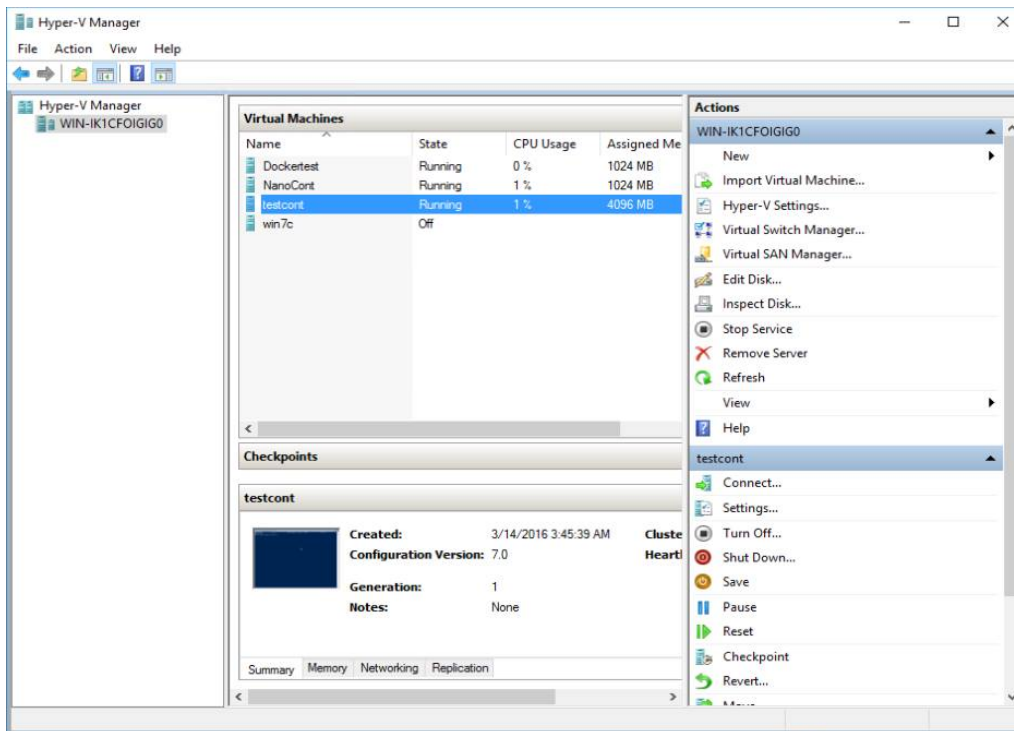 Hyper-V Manager
File Action View Help
Hyper-V Manager
WIN-IK1CFOIGIG0
Virtual Machines
Name State CPU Usage Assigned Me
Dockertest Running 0 % 1024 MB
NanoCont Running 1 % 1024 MB
testcont Running 1 % 4096 MB
win7c Off
Checkpoints
testcont
Created: 3/14/2016 3:45:39 AM Cluste
Configuration Version: 7.0 Heartl
Generation: 1
Notes: None
Summary Memory Networking Replication
Actions
WIN-IK1CFOIGIG0
New
Import Virtual Machine...
Hyper-V Settings...
Virtual Switch Manager...
Virtual SAN Manager...
Edit Disk...
Inspect Disk...
Stop Service
Remove Server
Refresh
View
Help
testcont
Connect...
Settings...
Turn Off...
Shut Down...
Save
Pause
Reset
Checkpoint
Revert...